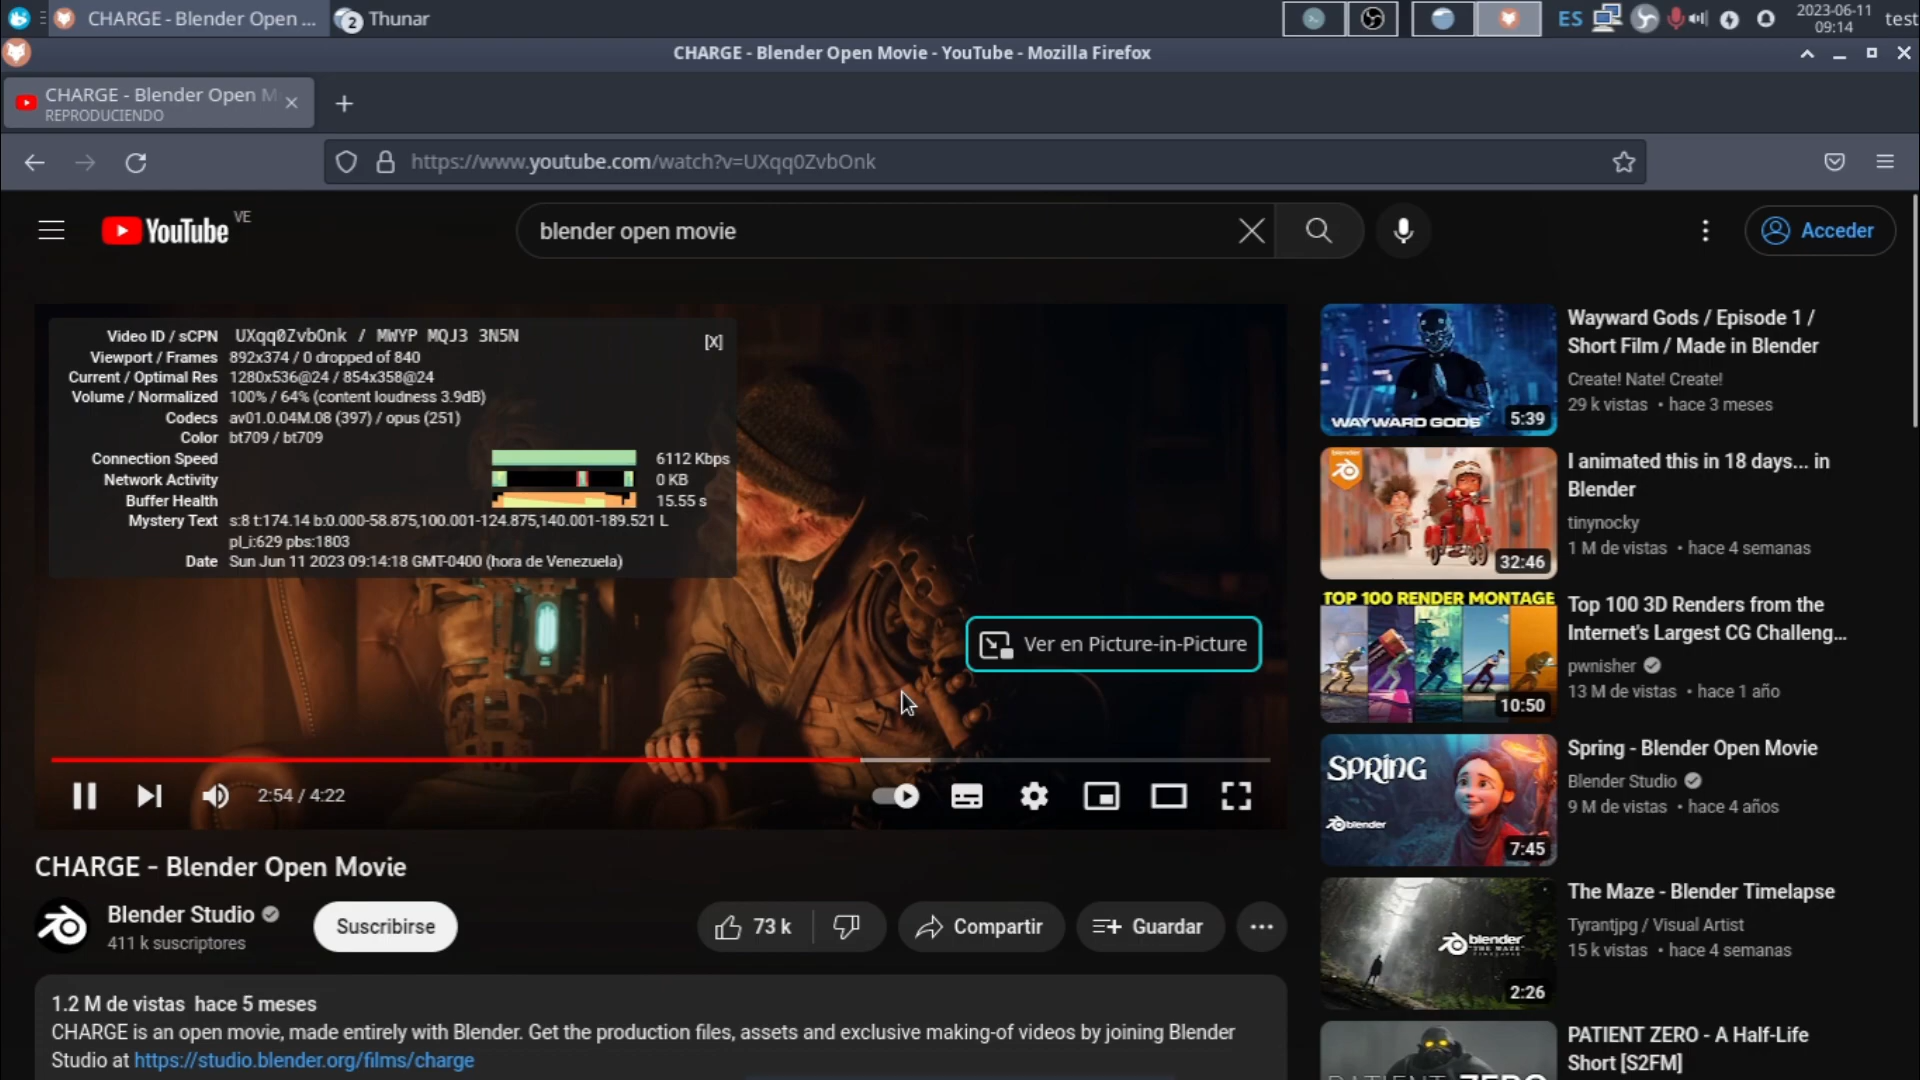 CHARGE - Blender Open ...
2 Thunar
ES
2023-06-11
09:14
test
CHARGE - Blender Open Movie - YouTube - Mozilla Firefox
CHARGE - Blender Open M
REPRODUCIENDO
https://www.youtube.com/watch?v=UXqq0ZvbOnk
YouTube VE
blender open movie
Acceder
Video ID / sCPN UXqq0ZvbOnk / MWYP MQJ3 3N5N
[X]
Viewport / Frames 892x374 / 0 dropped of 840
Current / Optimal Res 1280x536@24 / 854x358@24
Volume / Normalized 100% / 64% (content loudness 3.9dB)
Codecs av01.0.04M.08 (397) / opus (251)
Color bt709 / bt709
Connection Speed 6112 Kbps
Network Activity 0 KB
Buffer Health 15.55 s
Mystery Text s:8 t:174.14 b:0.000-58.875,100.001-124.875,140.001-189.521 L
pl_i:629 pbs:1803
Date Sun Jun 11 2023 09:14:18 GMT-0400 (hora de Venezuela)
Ver en Picture-in-Picture
2:54 / 4:22
CHARGE - Blender Open Movie
Blender Studio
411 k suscriptores
Suscribirse
73 k
Compartir
Guardar
1.2 M de vistas hace 5 meses
CHARGE is an open movie, made entirely with Blender. Get the production files, assets and exclusive making-of videos by joining Blender
Studio at https://studio.blender.org/films/charge
WAYWARD GODS
5:39
Wayward Gods / Episode 1 /
Short Film / Made in Blender
Create! Nate! Create!
29 k vistas • hace 3 meses
blender
32:46
I animated this in 18 days... in
Blender
tinynocky
1 M de vistas • hace 4 semanas
TOP 100 RENDER MONTAGE
10:50
Top 100 3D Renders from the
Internet's Largest CG Challeng...
pwnisher
13 M de vistas • hace 1 año
SPRING
blender
7:45
Spring - Blender Open Movie
Blender Studio
9 M de vistas • hace 4 años
blender
"THE MAZE"
2:26
The Maze - Blender Timelapse
Tyrantjpg / Visual Artist
15 k vistas • hace 4 semanas
PATIENT ZERO
PATIENT ZERO - A Half-Life
Short [S2FM]